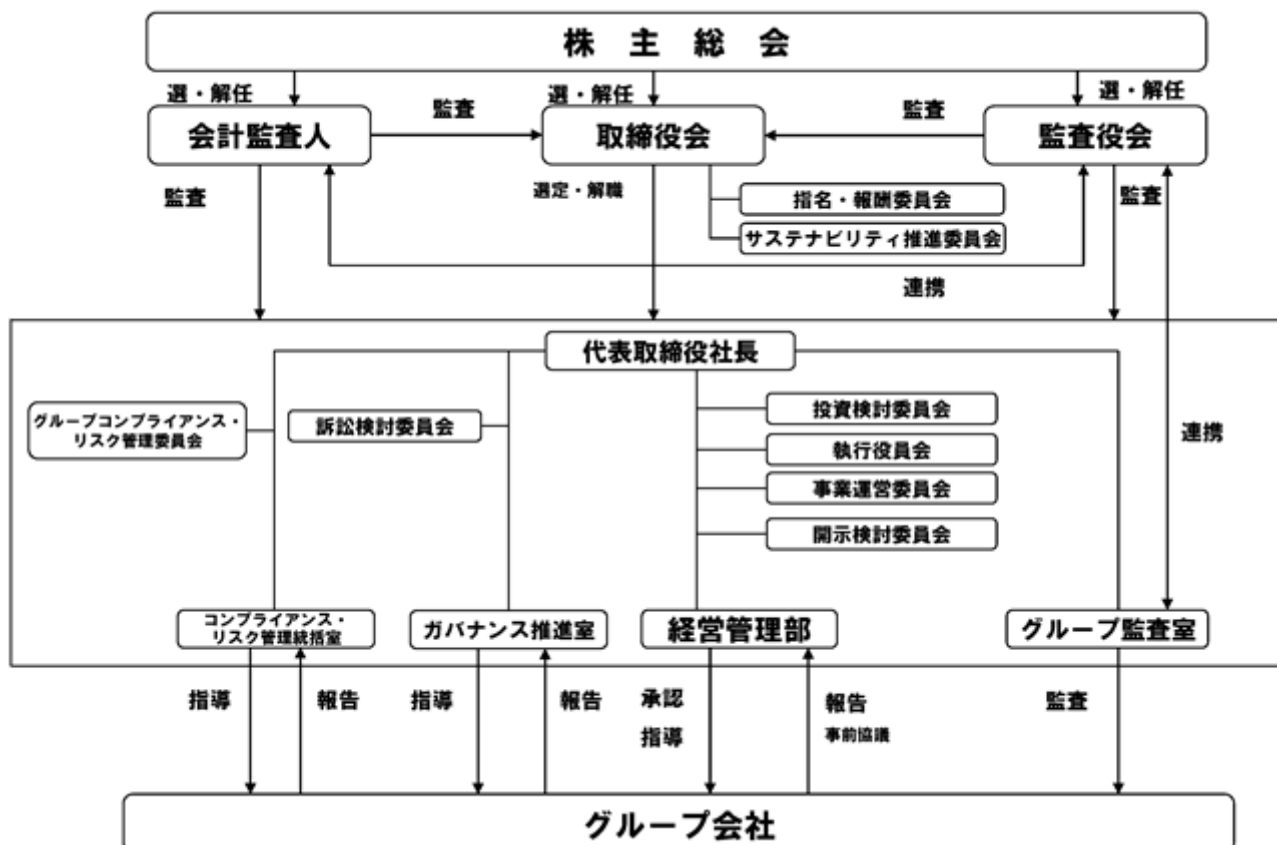 株 主 総 会
選・解任
選・解任
選・解任
会計監査人
監査
取締役会
監査
監査役会
監査
選定・解職
指名・報酬委員会
サステナビリティ推進委員会
監査
連携
代表取締役社長
グループコンプライアンス・
リスク管理委員会
訴訟検討委員会
投資検討委員会
執行役員会
事業運営委員会
開示検討委員会
連携
コンプライアンス・
リスク管理統括室
ガバナンス推進室
経営管理部
グループ監査室
指導
報告
指導
報告
承認
指導
報告
事前協議
監査
グループ会社